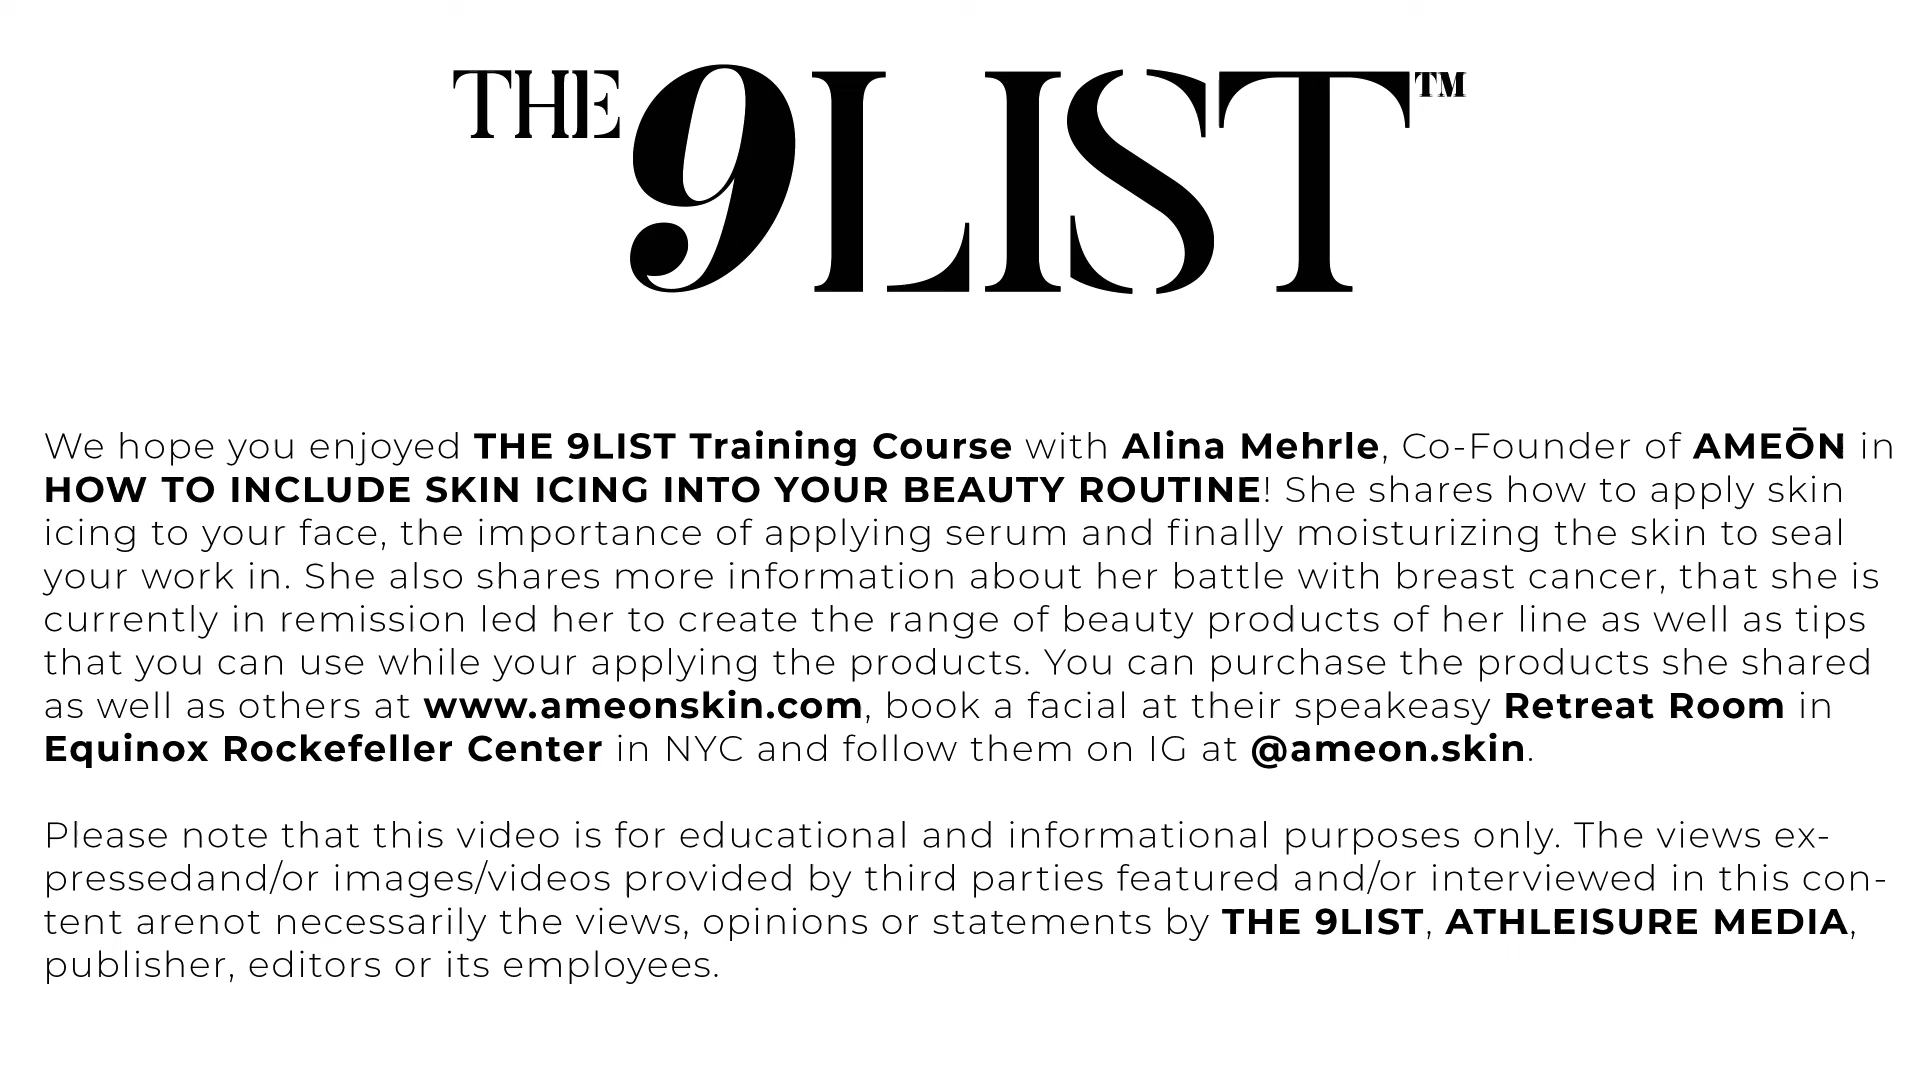 THE 9LIST™
We hope you enjoyed THE 9LIST Training Course with Alina Mehrle, Co-Founder of AMEŌN in
HOW TO INCLUDE SKIN ICING INTO YOUR BEAUTY ROUTINE! She shares how to apply skin
icing to your face, the importance of applying serum and finally moisturizing the skin to seal
your work in. She also shares more information about her battle with breast cancer, that she is
currently in remission led her to create the range of beauty products of her line as well as tips
that you can use while your applying the products. You can purchase the products she shared
as well as others at www.ameonskin.com, book a facial at their speakeasy Retreat Room in
Equinox Rockefeller Center in NYC and follow them on IG at @ameon.skin.
Please note that this video is for educational and informational purposes only. The views ex-
pressedand/or images/videos provided by third parties featured and/or interviewed in this con-
tent arenot necessarily the views, opinions or statements by THE 9LIST, ATHLEISURE MEDIA,
publisher, editors or its employees.